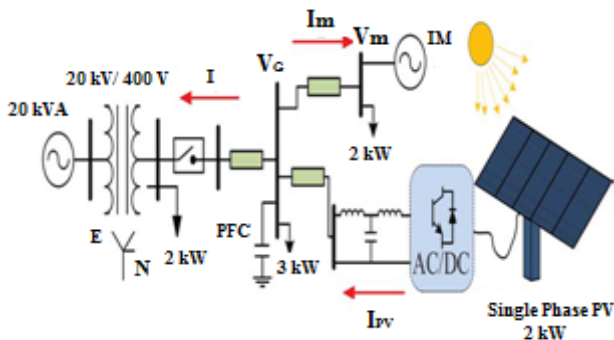 Im
Vm
IM
20 kV/ 400 V
I
VG
20 kVA
2 kW
E
N
2 kW
PFC
3 kW
AC/DC
IPV
Single Phase PV
2 kW